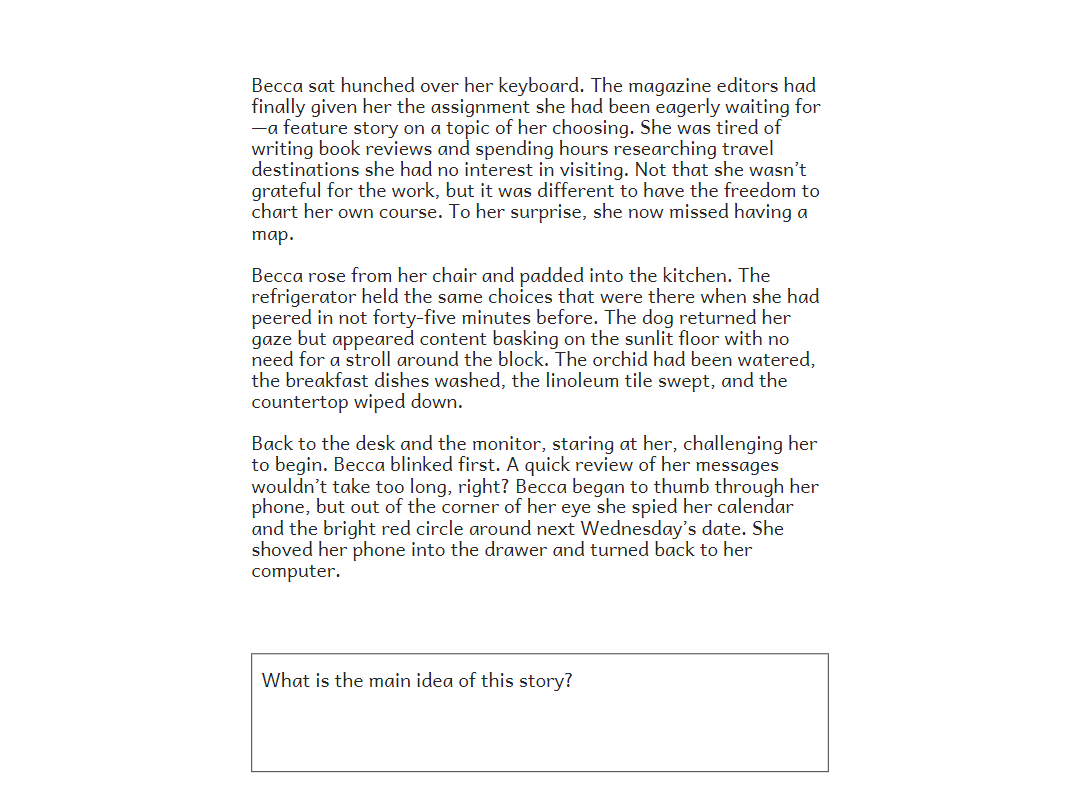 Becca sat hunched over her keyboard. The magazine editors had
finally given her the assignment she had been eagerly waiting for
—a feature story on a topic of her choosing. She was tired of
writing book reviews and spending hours researching travel
destinations she had no interest in visiting. Not that she wasn’t
grateful for the work, but it was different to have the freedom to
chart her own course. To her surprise, she now missed having a
map.
Becca rose from her chair and padded into the kitchen. The
refrigerator held the same choices that were there when she had
peered in not forty-five minutes before. The dog returned her
gaze but appeared content basking on the sunlit floor with no
need for a stroll around the block. The orchid had been watered,
the breakfast dishes washed, the linoleum tile swept, and the
countertop wiped down.
Back to the desk and the monitor, staring at her, challenging her
to begin. Becca blinked first. A quick review of her messages
wouldn’t take too long, right? Becca began to thumb through her
phone, but out of the corner of her eye she spied her calendar
and the bright red circle around next Wednesday’s date. She
shoved her phone into the drawer and turned back to her
computer.
What is the main idea of this story?